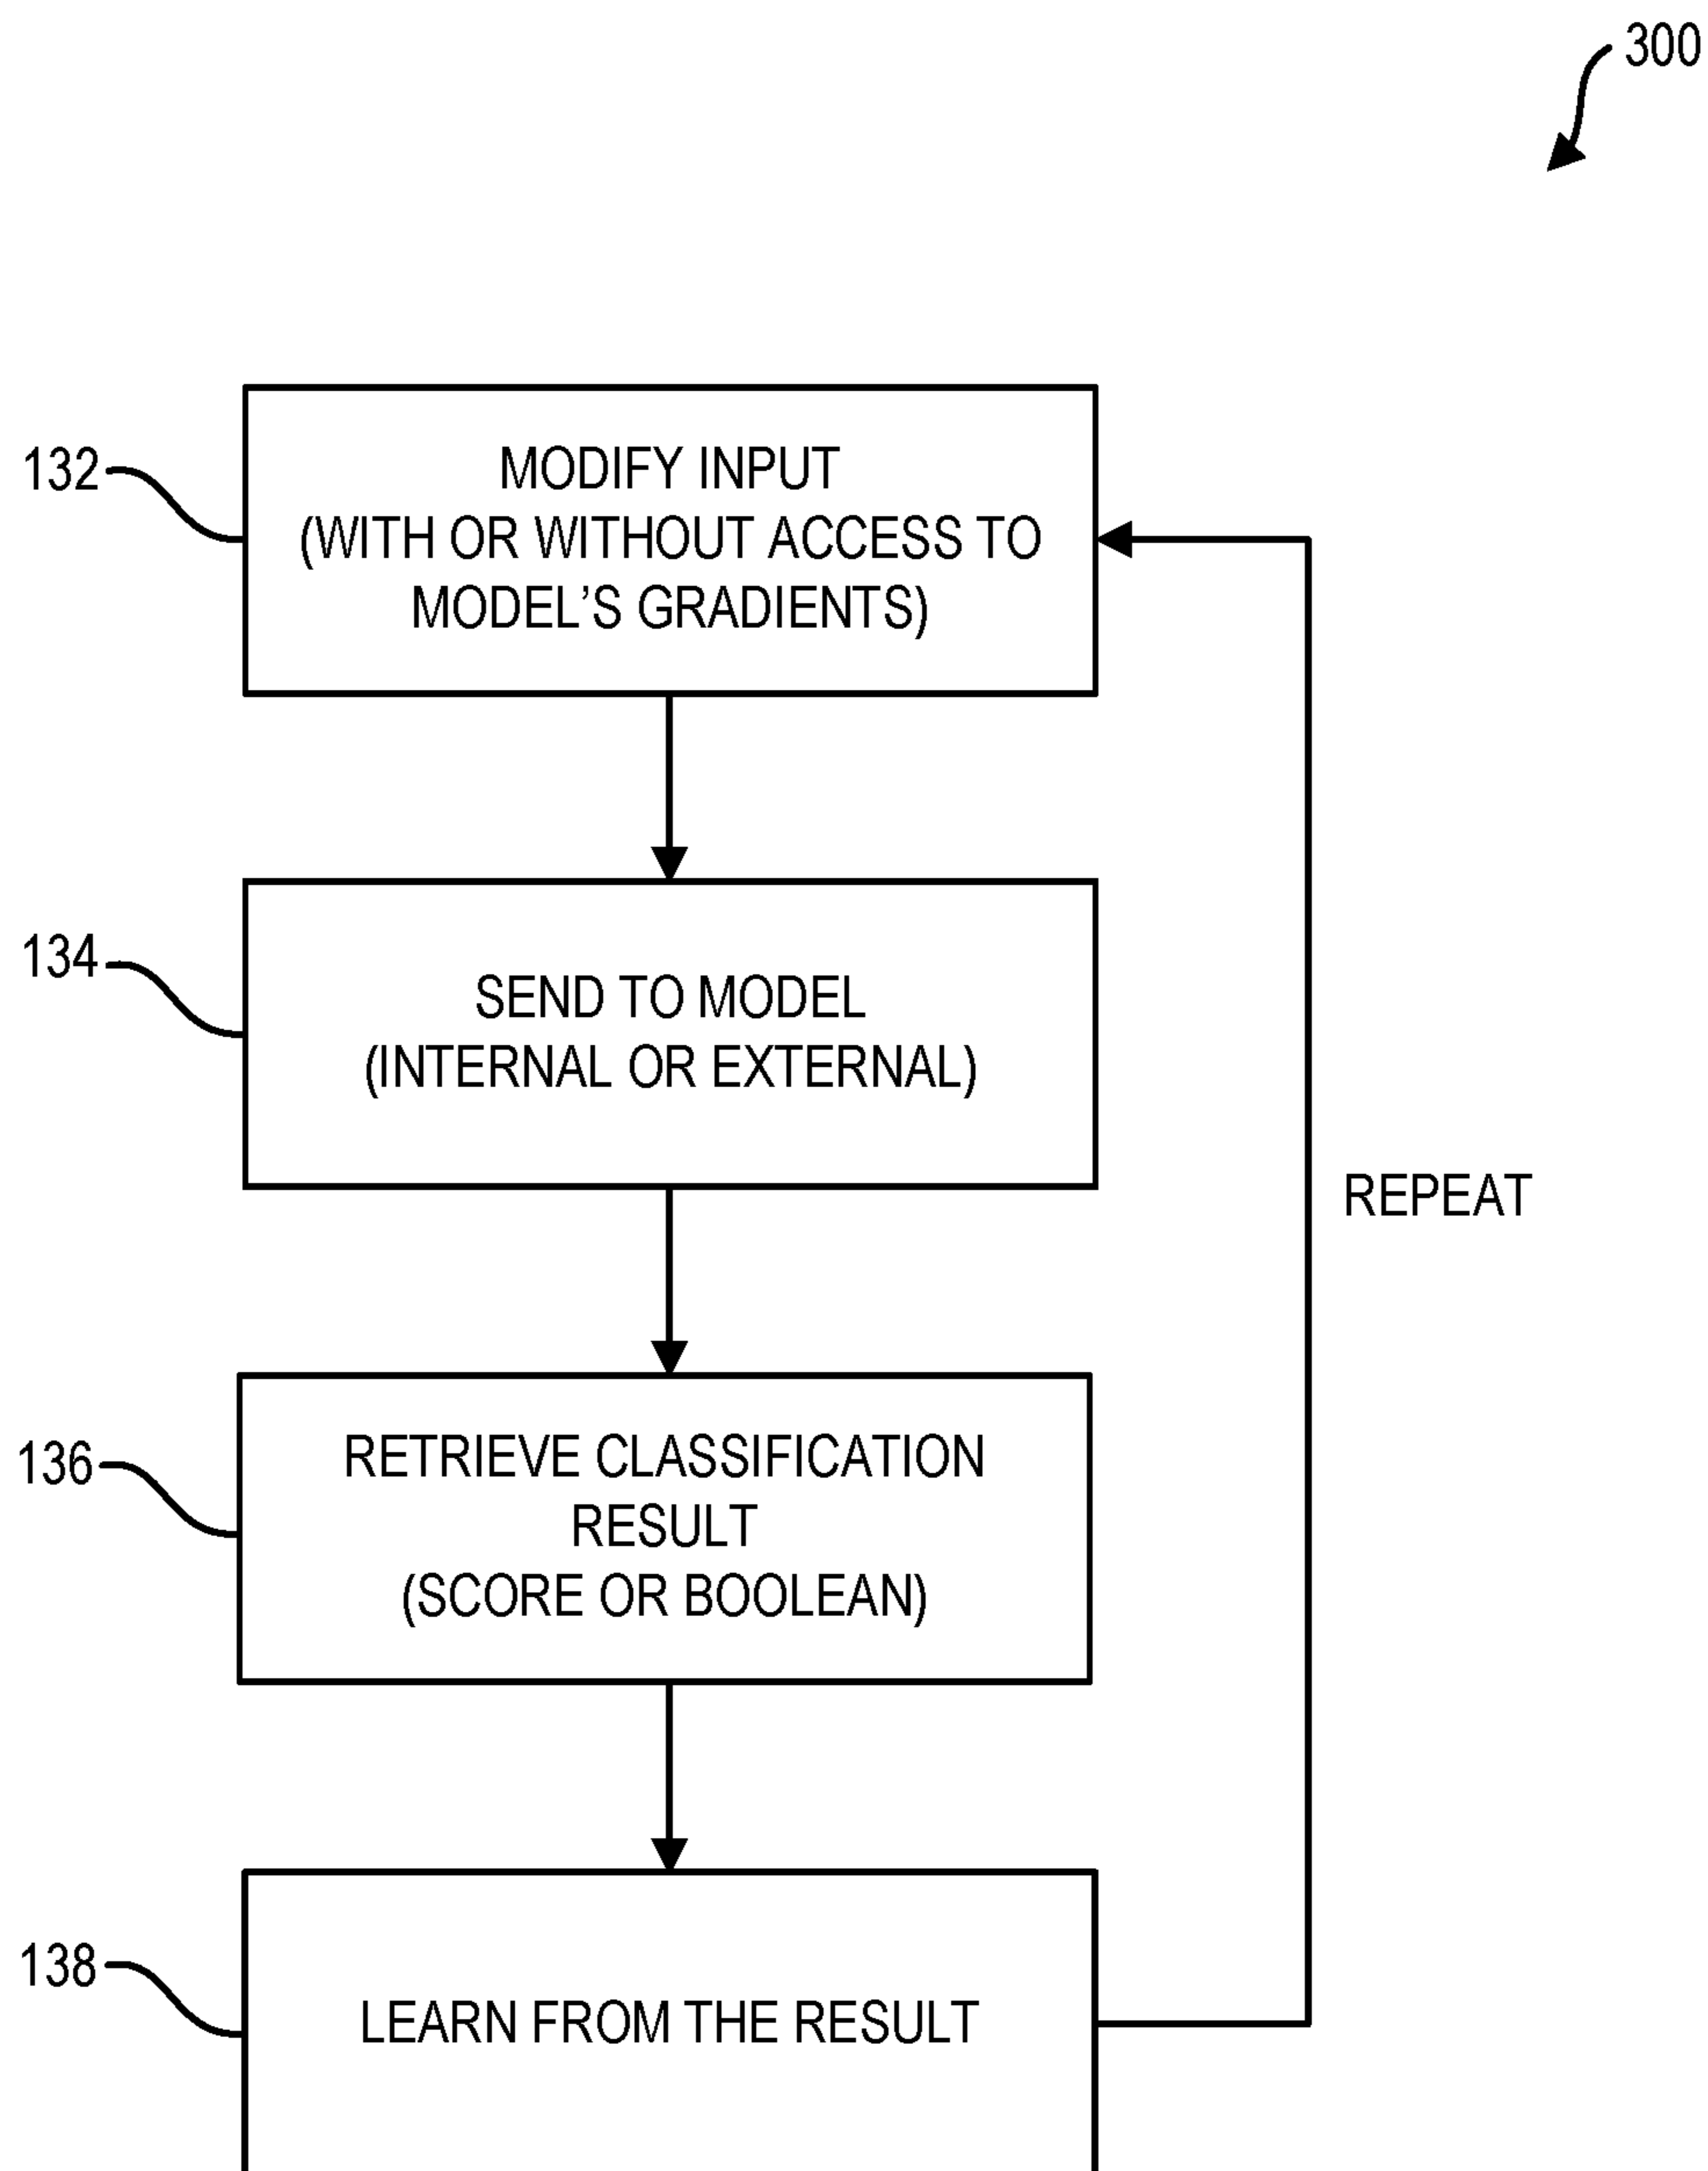 300
132
MODIFY INPUT
(WITH OR WITHOUT ACCESS TO
MODEL'S GRADIENTS)
134
SEND TO MODEL
(INTERNAL OR EXTERNAL)
REPEAT
136
RETRIEVE CLASSIFICATION
RESULT
(SCORE OR BOOLEAN)
138
LEARN FROM THE RESULT